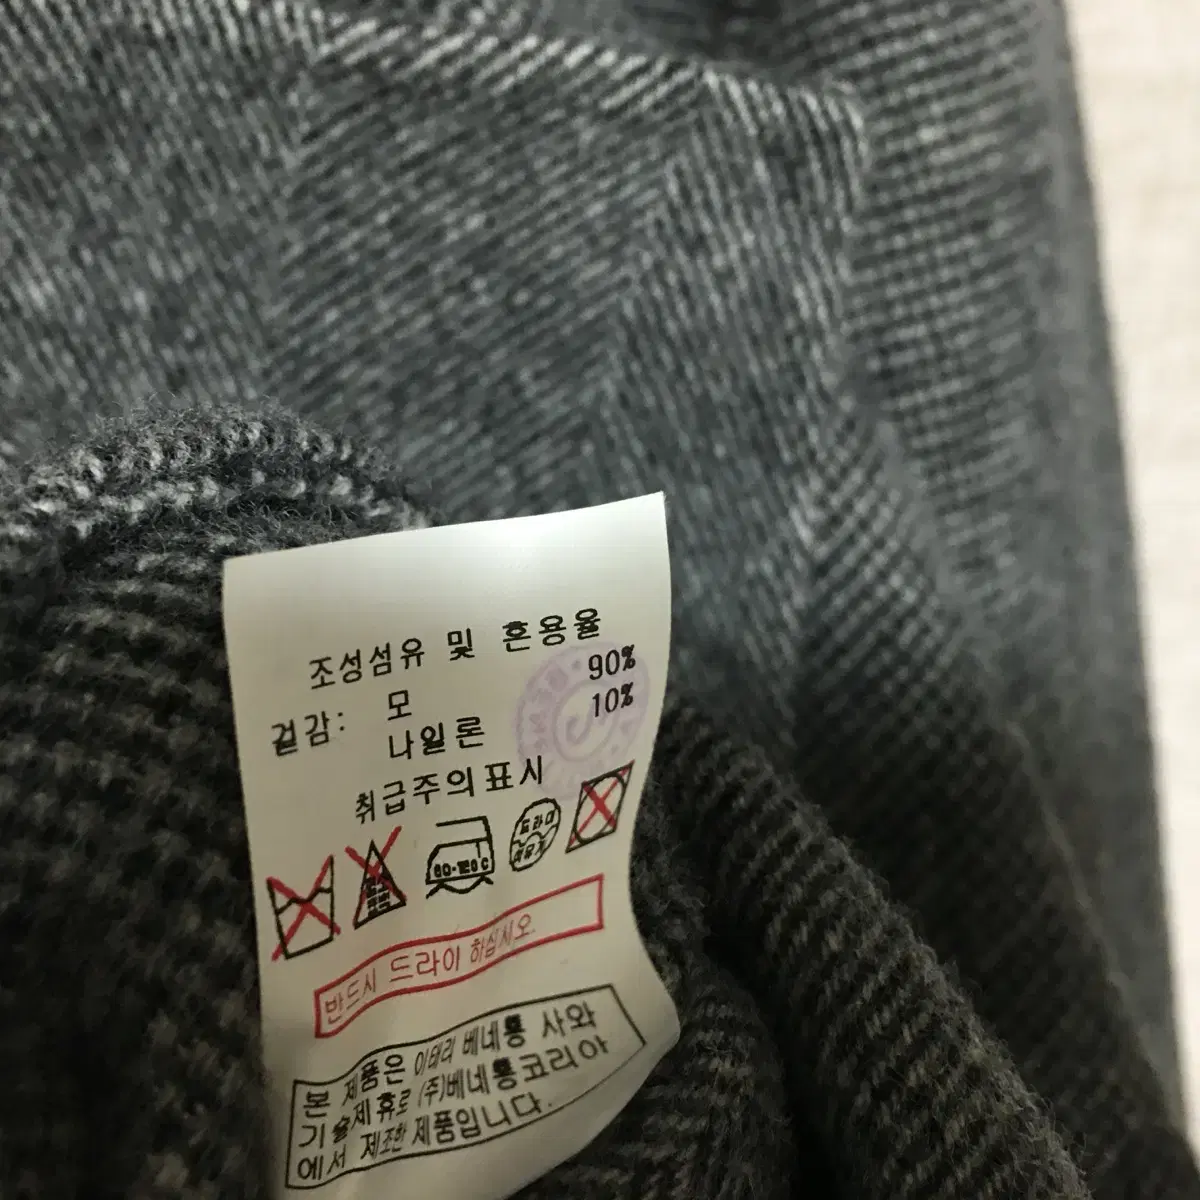 조성섬유 및 혼용율
겉감: 모 90%
나일론 10%
취급주의표시
드라이
반드시 드라이 하십시오.
본 제품은 이태리 베네통 사와
기술제휴로 (주)베네통코리아
에서 제조한 제품입니다.